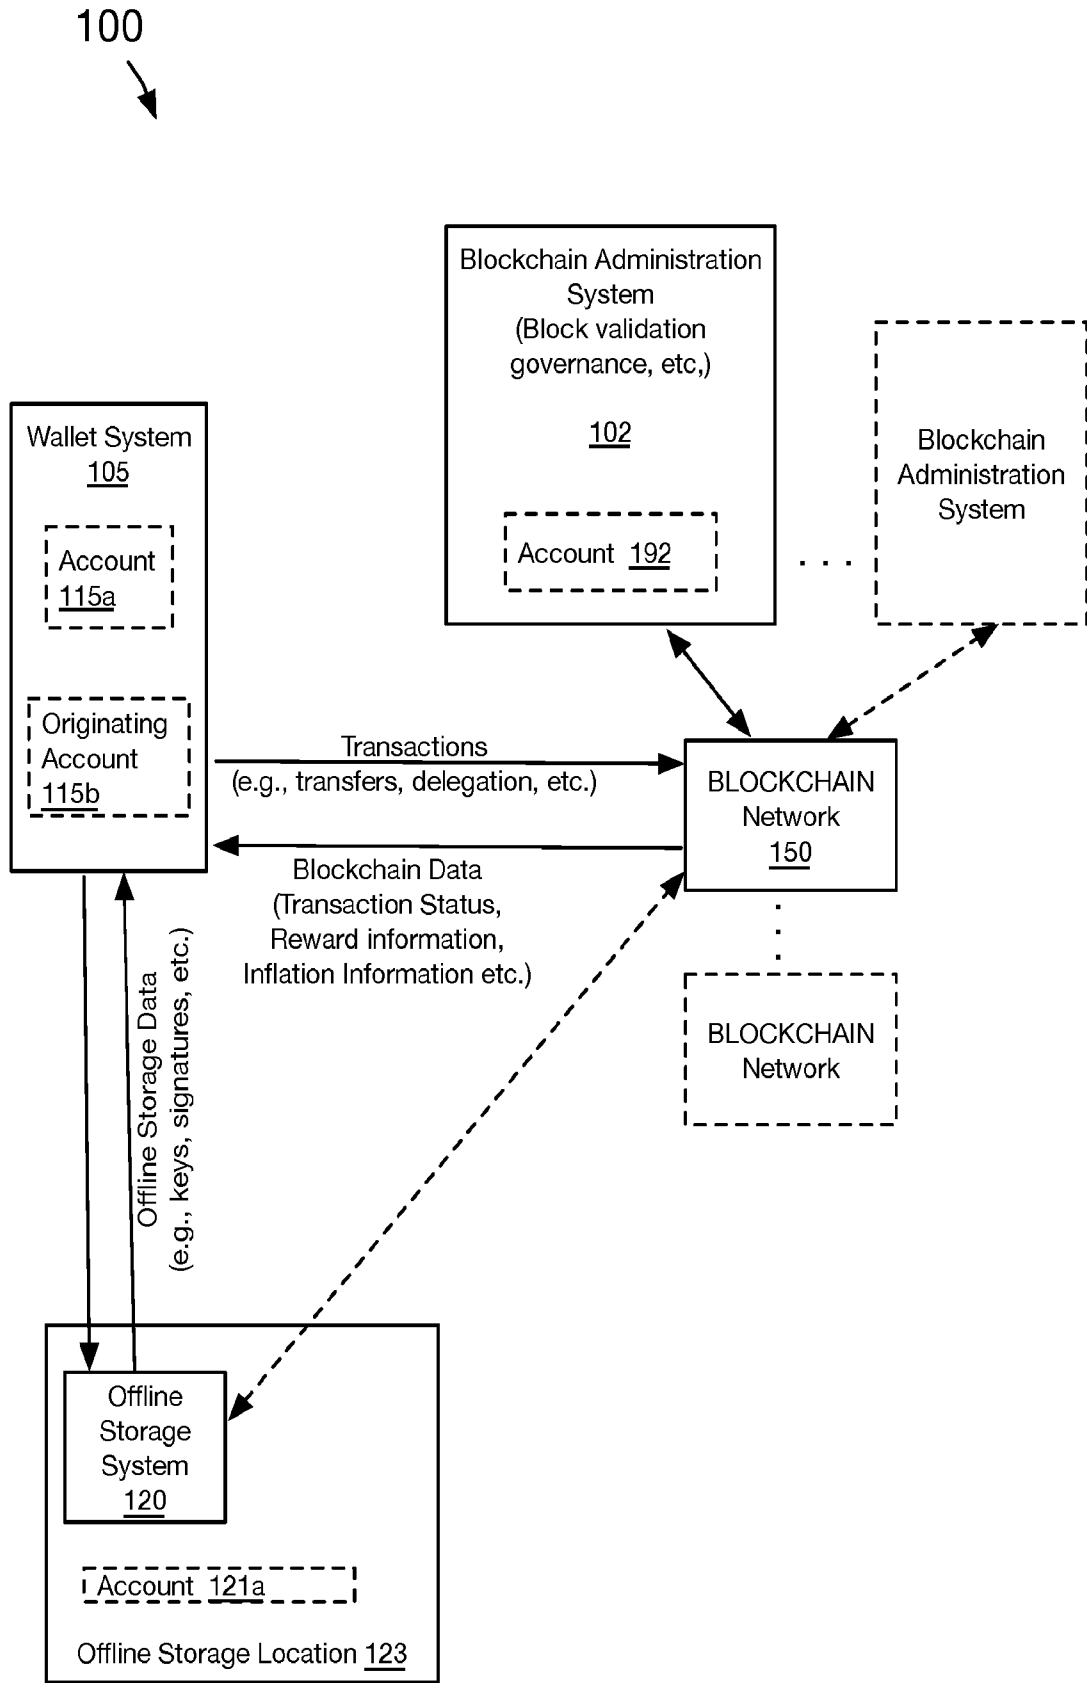 100
Blockchain Administration
System
(Block validation
governance, etc,)
102
Account 192
. . .
Blockchain
Administration
System
Wallet System
105
Account
115a
Originating
Account
115b
Transactions
(e.g., transfers, delegation, etc.)
BLOCKCHAIN
Network
150
Blockchain Data
(Transaction Status,
Reward information,
Inflation Information etc.)
BLOCKCHAIN
Network
Offline Storage Data
(e.g., keys, signatures, etc.)
Offline
Storage
System
120
Account 121a
Offline Storage Location 123